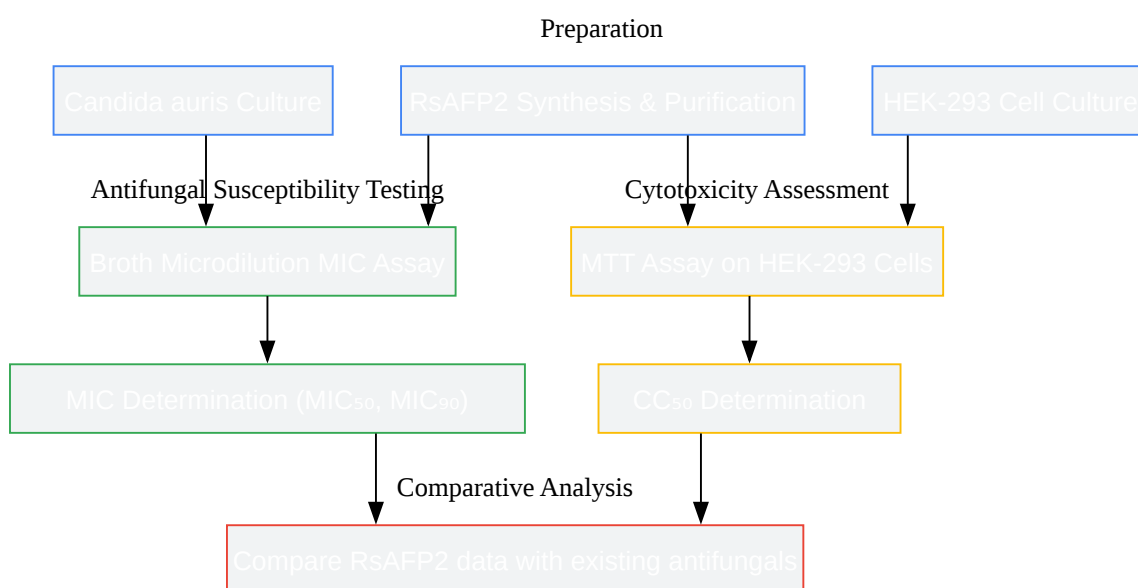 Preparation
Candida auris Culture
RsAFP2 Synthesis & Purification
HEK-293 Cell Culture
Antifungal Susceptibility Testing
Cytotoxicity Assessment
Broth Microdilution MIC Assay
MTT Assay on HEK-293 Cells
MIC Determination (MIC₅₀, MIC₉₀)
CC₅₀ Determination
Comparative Analysis
Compare RsAFP2 data with existing antifungals